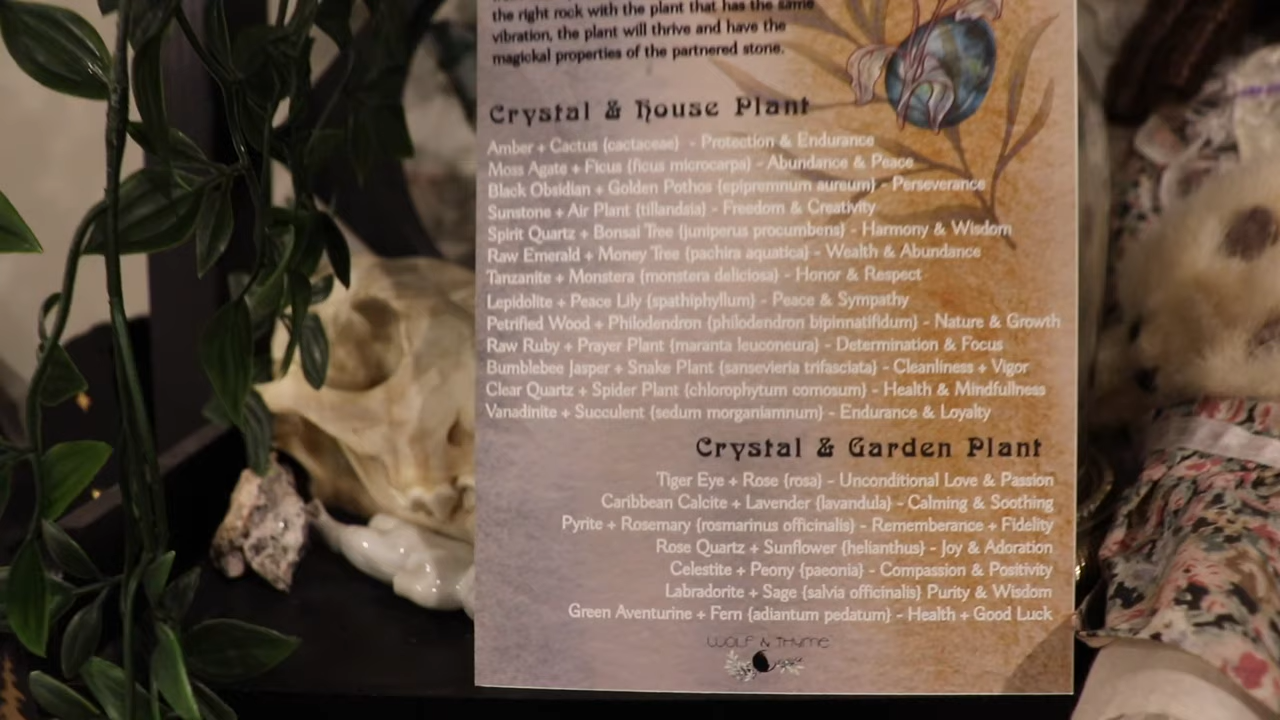 the right rock with the plant that has the same
vibration, the plant will thrive and have the
magickal properties of the partnered stone.
Crystal & House Plant
Amber + Cactus {cactaceae} - Protection & Endurance
Moss Agate + Ficus {ficus microcarpa} - Abundance & Peace
Black Obsidian + Golden Pothos {epipremnum aureum} - Perseverance
Sunstone + Air Plant {tillandsia} - Freedom & Creativity
Spirit Quartz + Bonsai Tree {juniperus procumbens} - Harmony & Wisdom
Raw Emerald + Money Tree {pachira aquatica} - Wealth & Abundance
Tanzanite + Monstera {monstera deliciosa} - Honor & Respect
Lepidolite + Peace Lily {spathiphyllum} - Peace & Sympathy
Petrified Wood + Philodendron {philodendron bipinnatifidum} - Nature & Growth
Raw Ruby + Prayer Plant {maranta leuconeura} - Determination & Focus
Bumblebee Jasper + Snake Plant {sansevieria trifasciata} - Cleanliness + Vigor
Clear Quartz + Spider Plant {chlorophytum comosum} - Health & Mindfullness
Vanadinite + Succulent {sedum morganiamnum} - Endurance & Loyalty
Crystal & Garden Plant
Tiger Eye + Rose {rosa} - Unconditional Love & Passion
Caribbean Calcite + Lavender {lavandula} - Calming & Soothing
Pyrite + Rosemary {rosmarinus officinalis} - Rememberance + Fidelity
Rose Quartz + Sunflower {helianthus} - Joy & Adoration
Celestite + Peony {paeonia} - Compassion & Positivity
Labradorite + Sage {salvia officinalis} Purity & Wisdom
Green Aventurine + Fern {adiantum pedatum} - Health + Good Luck
WOLF & THYME